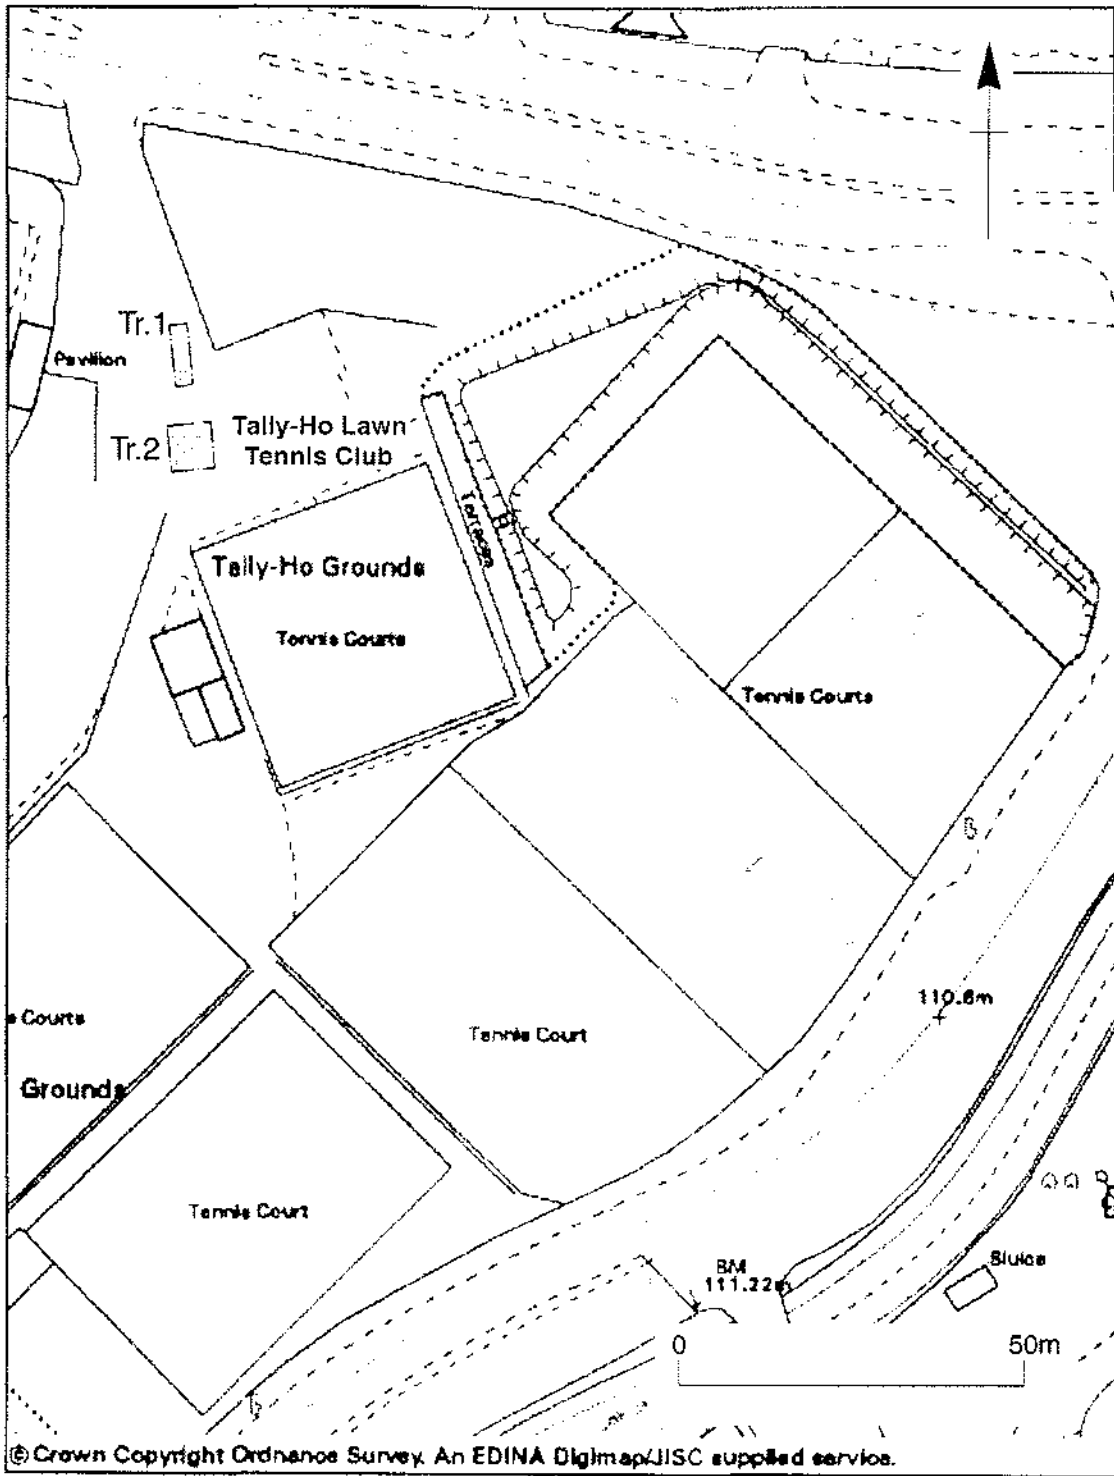 Tr.1
Pavilion
Tr.2
Tally-Ho Lawn
Tennis Club
Terraces
Tally-Ho Grounds
Tennis Courts
Tennis Courts
110.6m
s Courts
Tennis Court
Grounds
Tennis Court
BM
111.22m
Sluice
0 50m
© Crown Copyright Ordnance Survey. An EDINA Digimap/JISC supplied service.